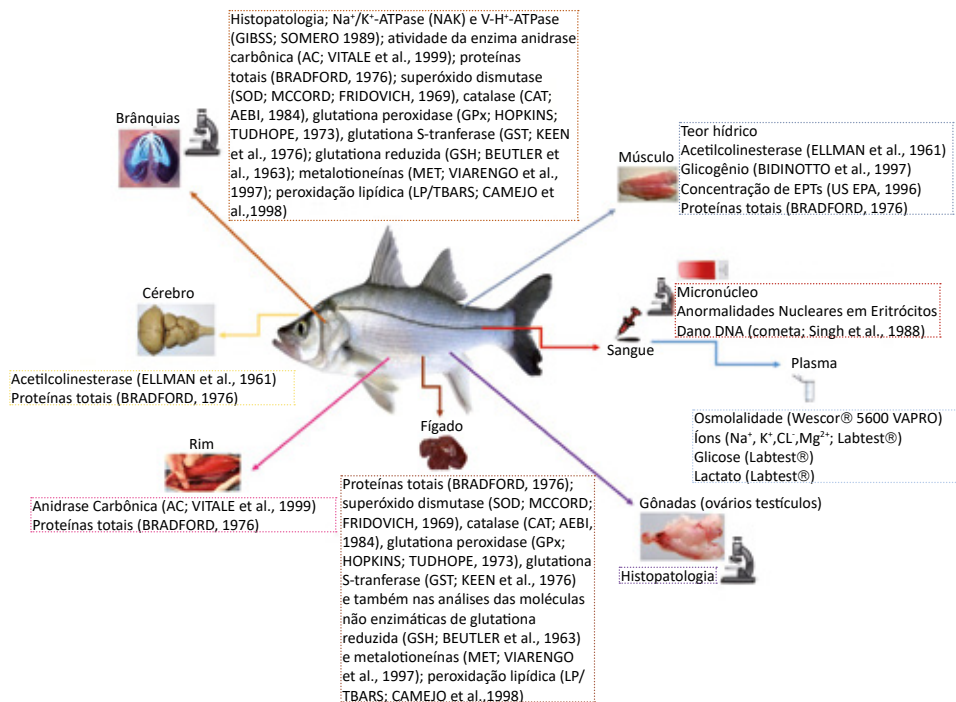 Histopatologia; Na⁺/K⁺-ATPase (NAK) e V-H⁺-ATPase
(GIBSS; SOMERO 1989); atividade da enzima anidrase
carbônica (AC; VITALE et al., 1999); proteínas
totais (BRADFORD, 1976); superóxido dismutase
(SOD; MCCORD; FRIDOVICH, 1969), catalase (CAT;
AEBI, 1984), glutationa peroxidase (GPx; HOPKINS;
TUDHOPE, 1973), glutationa S-tranferase (GST; KEEN
et al., 1976); glutationa reduzida (GSH; BEUTLER et
al., 1963); metalotioneínas (MET; VIARENGO et al.,
1997); peroxidação lipídica (LP/TBARS; CAMEJO et
al.,1998)
Brânquias
Músculo
Teor hídrico
Acetilcolinesterase (ELLMAN et al., 1961)
Glicogênio (BIDINOTTO et al., 1997)
Concentração de EPTs (US EPA, 1996)
Proteínas totais (BRADFORD, 1976)
Cérebro
Acetilcolinesterase (ELLMAN et al., 1961)
Proteínas totais (BRADFORD, 1976)
Micronúcleo
Anormalidades Nucleares em Eritrócitos
Dano DNA (cometa; Singh et al., 1988)
Sangue
Plasma
Osmolalidade (Wescor® 5600 VAPRO)
Íons (Na⁺, K⁺,CL⁻,Mg²⁺; Labtest®)
Glicose (Labtest®)
Lactato (Labtest®)
Rim
Anidrase Carbônica (AC; VITALE et al., 1999)
Proteínas totais (BRADFORD, 1976)
Fígado
Proteínas totais (BRADFORD, 1976);
superóxido dismutase (SOD; MCCORD;
FRIDOVICH, 1969), catalase (CAT; AEBI,
1984), glutationa peroxidase (GPx;
HOPKINS; TUDHOPE, 1973), glutationa
S-tranferase (GST; KEEN et al., 1976)
e também nas análises das moléculas
não enzimáticas de glutationa
reduzida (GSH; BEUTLER et al., 1963)
e metalotioneínas (MET; VIARENGO
et al., 1997); peroxidação lipídica (LP/
TBARS; CAMEJO et al.,1998)
Gônadas (ovários testículos)
Histopatologia